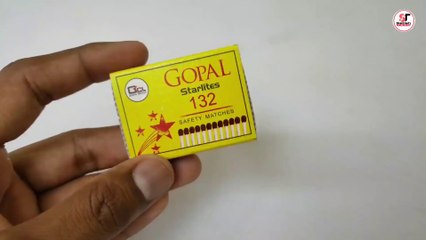 GOPAL
Starlites
132
SAFETY MATCHES